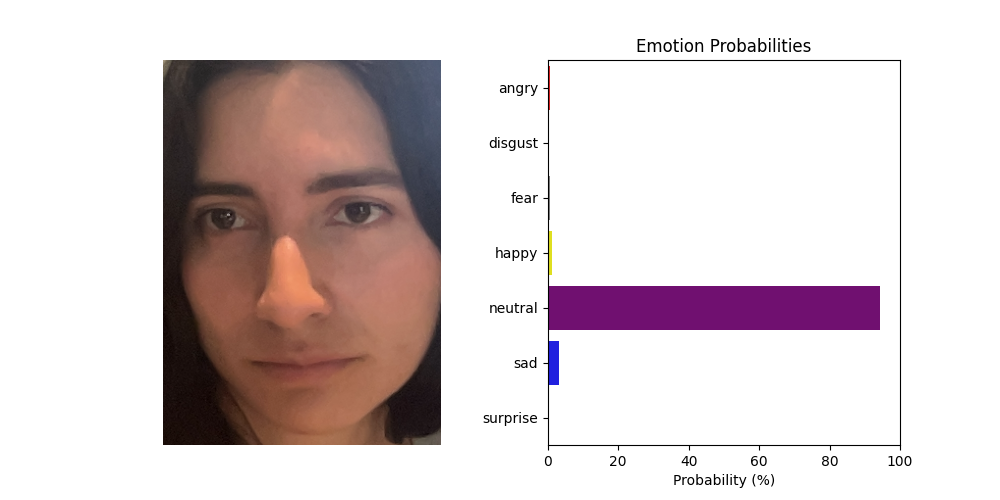 Emotion Probabilities
angry
disgust
fear
happy
neutral
sad
surprise
0 20 40 60 80 100
Probability (%)